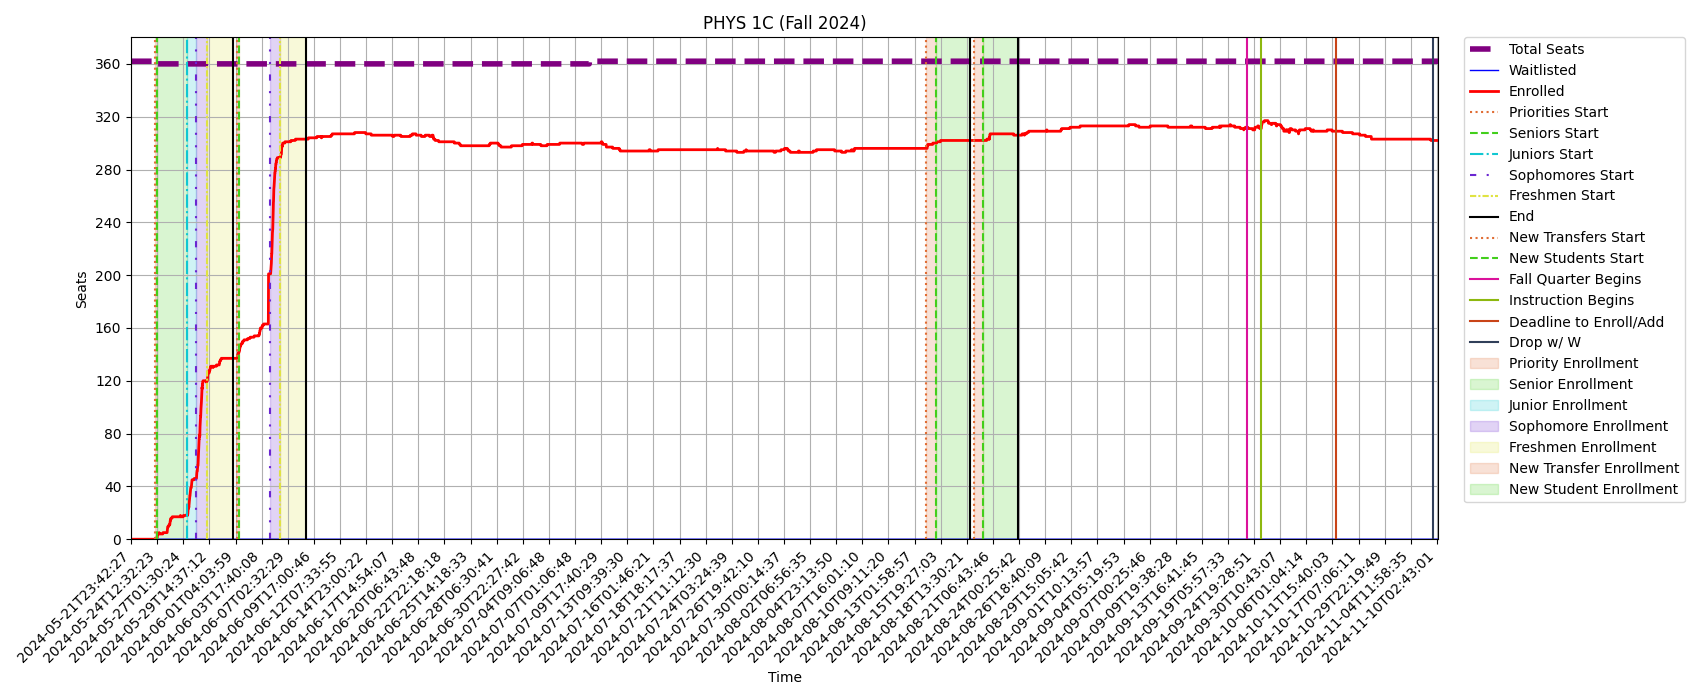 PHYS 1C (Fall 2024)
Seats
360
320
280
240
200
160
120
80
40
0
2024-05-21T23:42:27
2024-05-24T12:32:23
2024-05-27T01:30:24
2024-05-29T14:37:12
2024-06-01T04:03:59
2024-06-03T17:40:08
2024-06-07T02:32:29
2024-06-09T17:00:46
2024-06-12T07:33:55
2024-06-14T23:00:22
2024-06-17T14:54:07
2024-06-20T06:43:48
2024-06-22T22:18:18
2024-06-25T14:18:33
2024-06-28T06:30:41
2024-06-30T22:27:42
2024-07-04T09:06:48
2024-07-07T01:06:48
2024-07-09T17:40:29
2024-07-13T09:39:30
2024-07-16T01:46:21
2024-07-18T18:17:37
2024-07-21T11:12:30
2024-07-24T03:24:39
2024-07-26T19:42:10
2024-07-30T00:14:37
2024-08-02T06:56:35
2024-08-04T23:13:50
2024-08-07T16:01:10
2024-08-10T09:11:20
2024-08-13T01:58:57
2024-08-15T19:27:03
2024-08-18T13:30:21
2024-08-21T06:43:46
2024-08-24T00:25:42
2024-08-26T18:40:09
2024-08-29T15:05:42
2024-09-01T10:13:57
2024-09-04T05:19:53
2024-09-07T00:25:46
2024-09-09T19:38:28
2024-09-13T16:41:45
2024-09-19T05:57:33
2024-09-24T19:28:51
2024-09-30T10:43:07
2024-10-06T01:04:14
2024-10-11T15:40:03
2024-10-17T07:06:11
2024-10-29T22:19:49
2024-11-04T11:58:35
2024-11-10T02:43:01
Time
Total Seats
Waitlisted
Enrolled
Priorities Start
Seniors Start
Juniors Start
Sophomores Start
Freshmen Start
End
New Transfers Start
New Students Start
Fall Quarter Begins
Instruction Begins
Deadline to Enroll/Add
Drop w/ W
Priority Enrollment
Senior Enrollment
Junior Enrollment
Sophomore Enrollment
Freshmen Enrollment
New Transfer Enrollment
New Student Enrollment